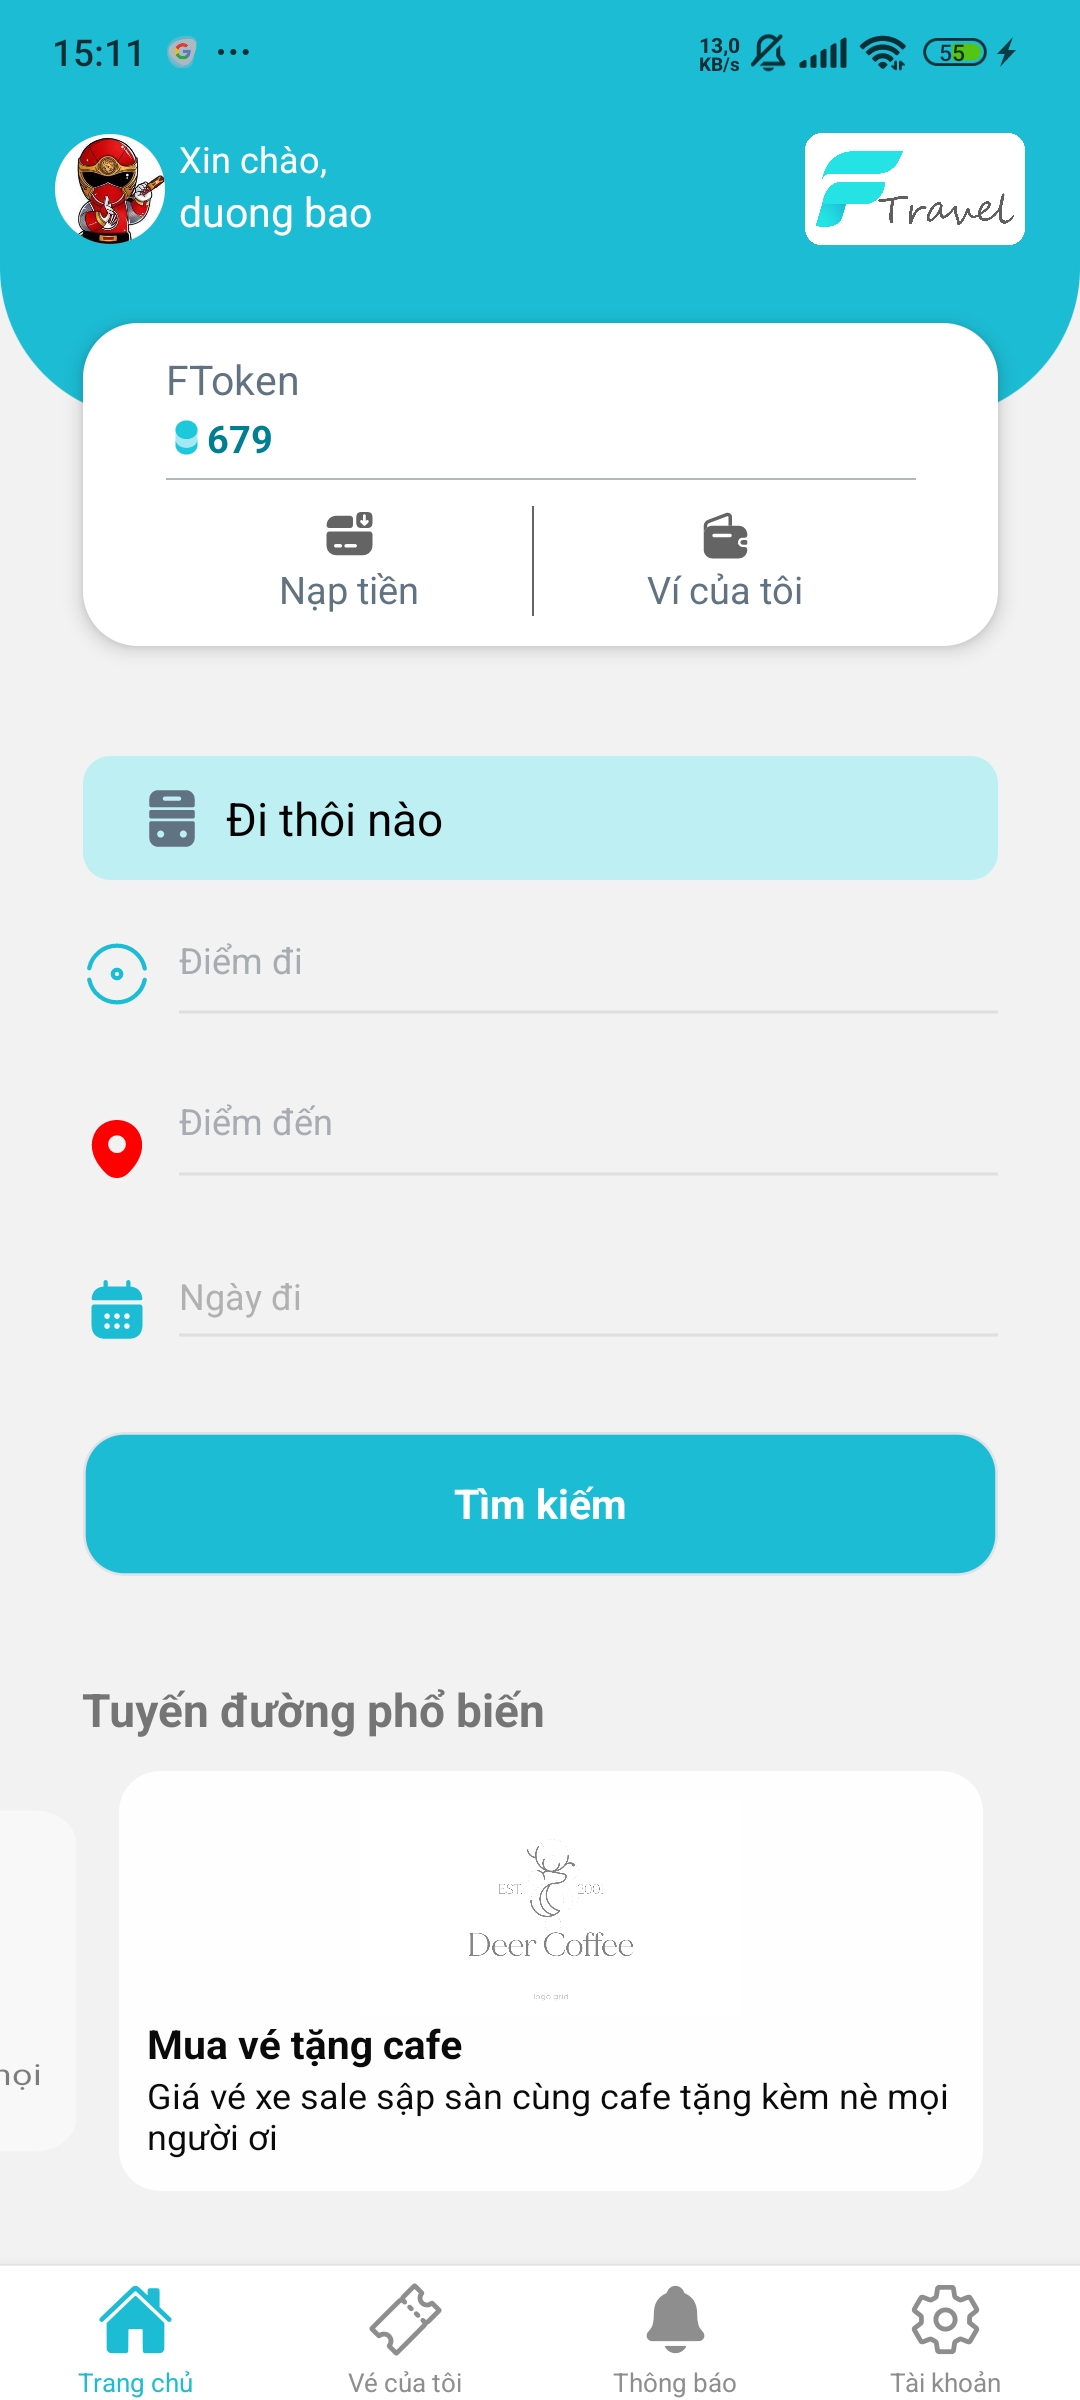 15:11
13,0
KB/s
55
Xin chào,
duong bao
Travel
FToken
679
Nạp tiền
Ví của tôi
Đi thôi nào
Điểm đi
Điểm đến
Ngày đi
Tìm kiếm
Tuyến đường phổ biến
EST.
Deer Coffee
Mua vé tặng cafe
Giá vé xe sale sập sàn cùng cafe tặng kèm nè mọi
người ơi
Trang chủ
Vé của tôi
Thông báo
Tài khoản